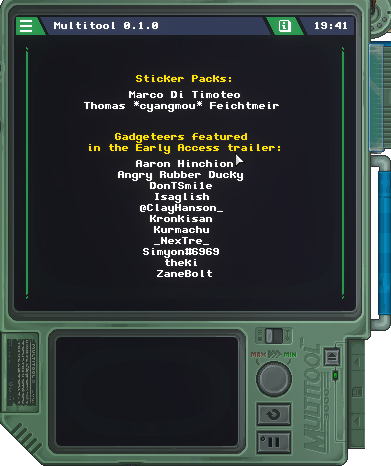 Multitool 0.1.0
19:41
Sticker Packs:
Marco Di Timoteo
Thomas *cyangmou* Feichtmeir
Gadgeteers featured
in the Early Access trailer:
Aaron Hinchion
Angry Rubber Ducky
DonTSmi1e
Isaglish
@ClayHanson_
Kronkisan
Kurmachu
_NexTre_
Simyon#6969
theKi
ZaneBolt
MAX
MIN
MULTITOOL